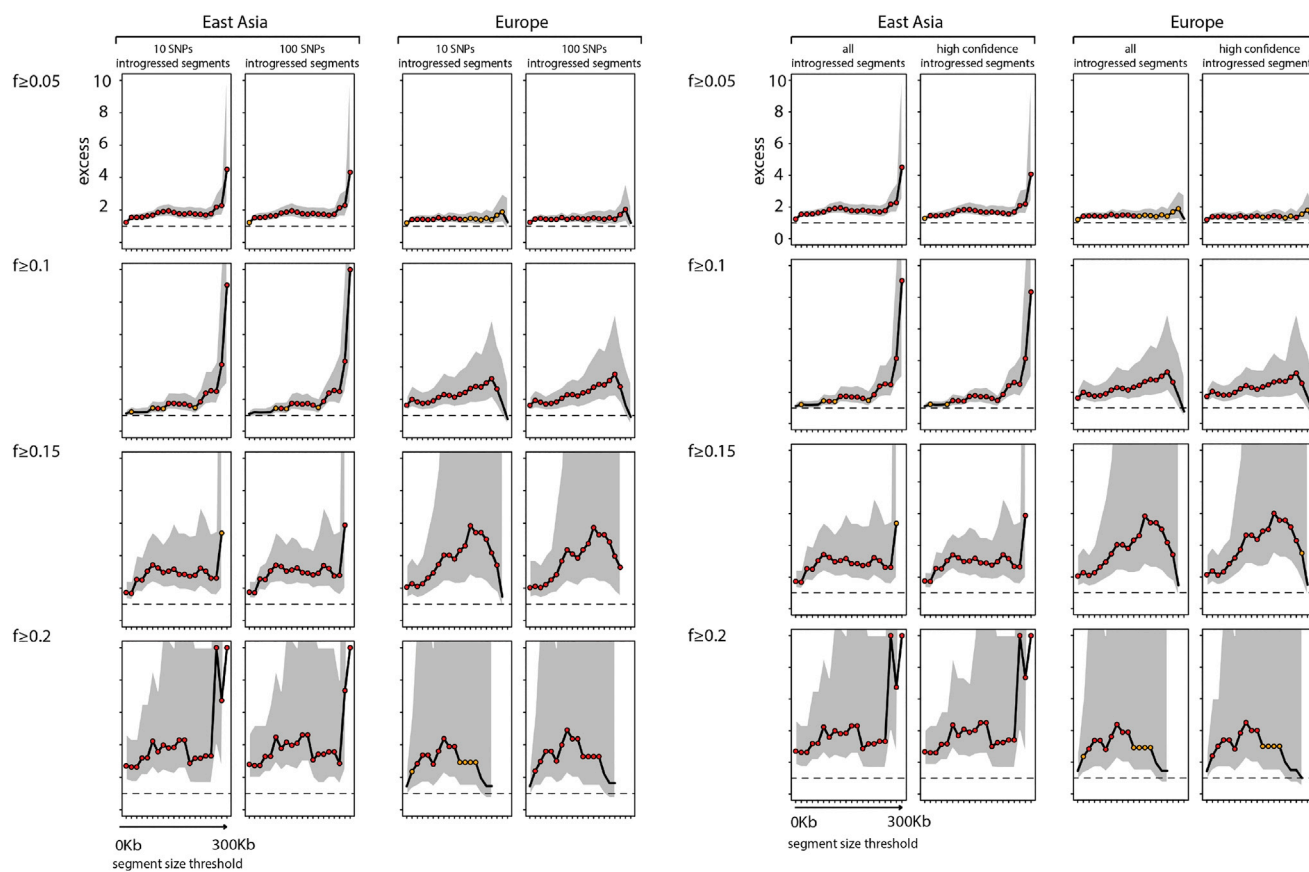 East Asia
Europe
10 SNPs
introgressed segments
100 SNPs
introgressed segments
10 SNPs
introgressed segments
100 SNPs
introgressed segments
f≥0.05
10
8
6
4
2
excess
f≥0.1
f≥0.15
f≥0.2
0Kb
300Kb
segment size threshold
East Asia
Europe
all
introgressed segments
high confidence
introgressed segments
all
introgressed segments
high confidence
introgressed segments
f≥0.05
10
8
6
4
2
0
excess
f≥0.1
f≥0.15
f≥0.2
0Kb
300Kb
segment size threshold